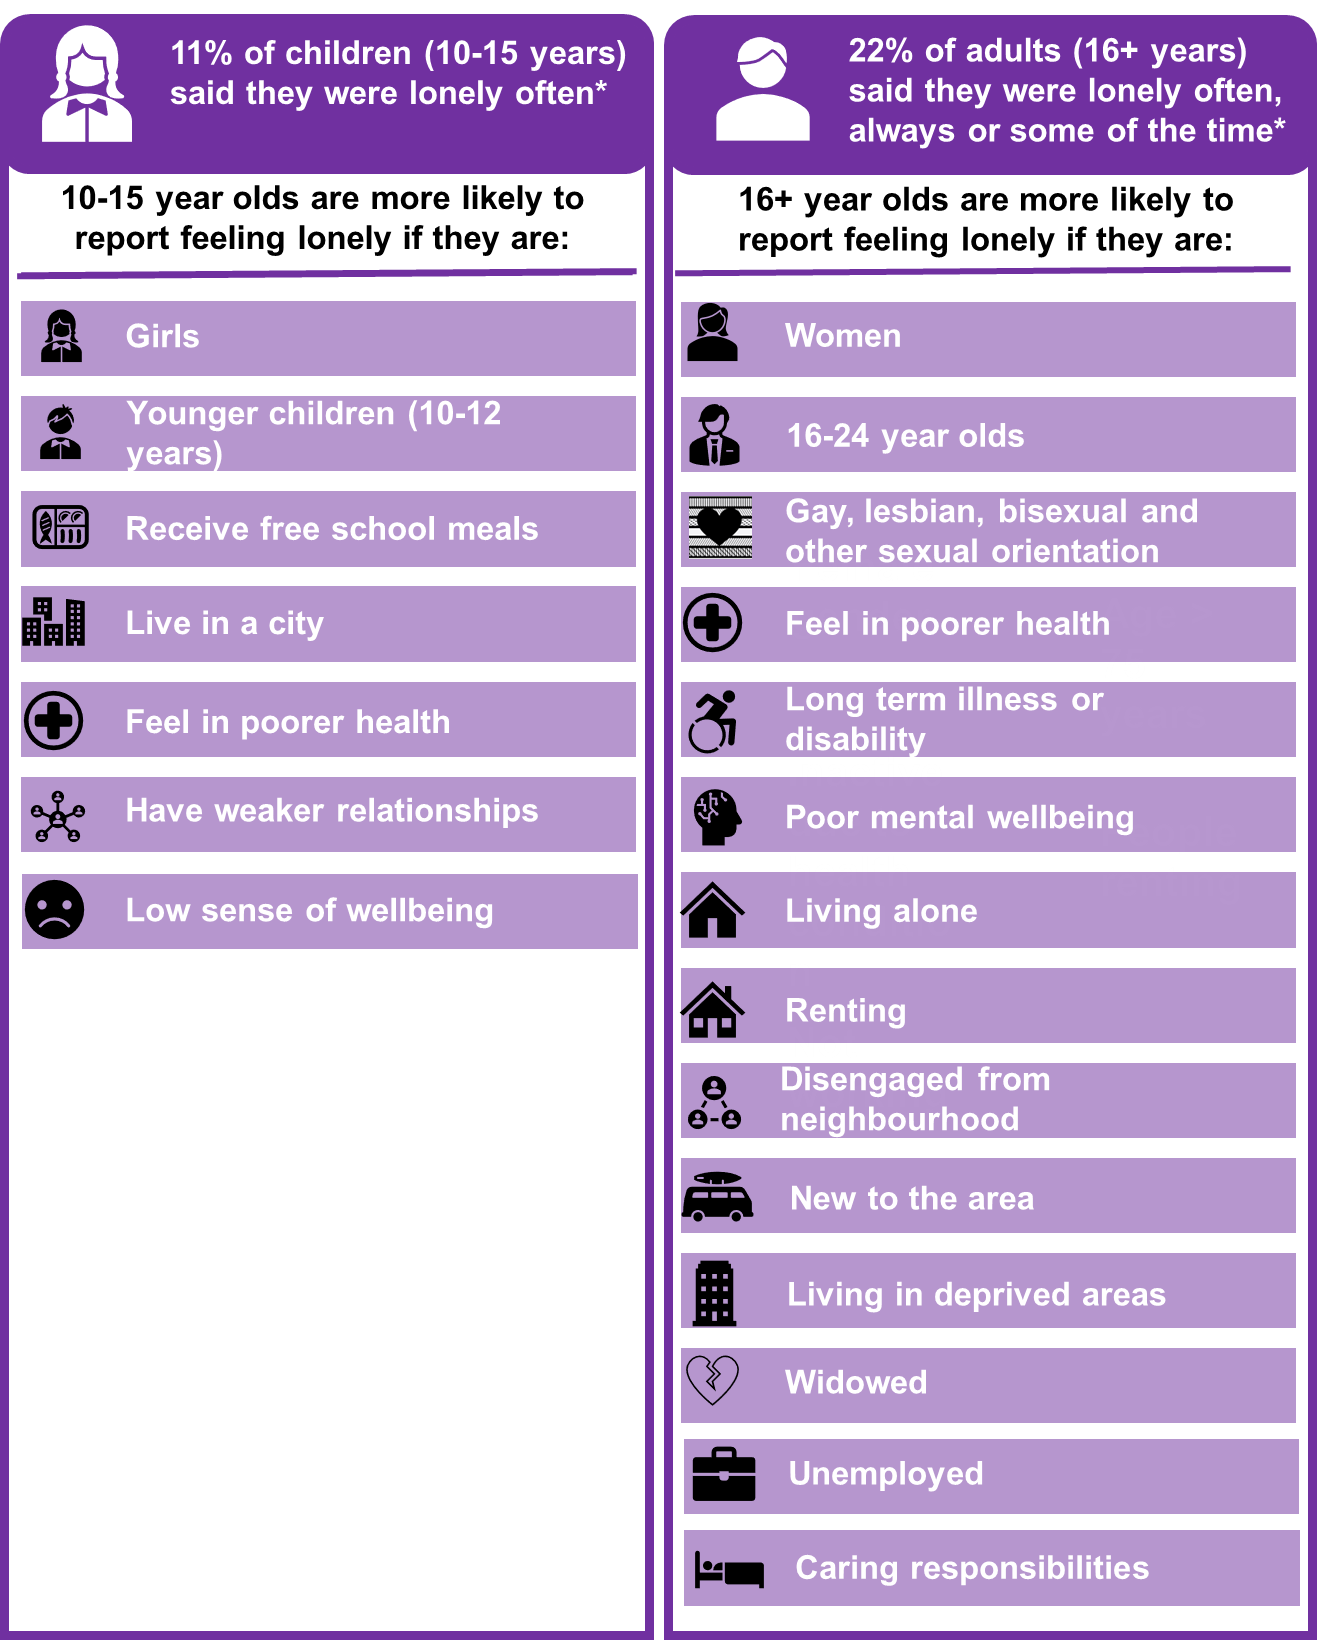 11% of children (10-15 years)
said they were lonely often*
10-15 year olds are more likely to
report feeling lonely if they are:
Girls
Younger children (10-12
years)
Receive free school meals
Live in a city
Feel in poorer health
Have weaker relationships
Low sense of wellbeing
22% of adults (16+ years)
said they were lonely often,
always or some of the time*
16+ year olds are more likely to
report feeling lonely if they are:
Women
16-24 year olds
Gay, lesbian, bisexual and
other sexual orientation
Feel in poorer health
Long term illness or
disability
Poor mental wellbeing
Living alone
Renting
Disengaged from
neighbourhood
New to the area
Living in deprived areas
Widowed
Unemployed
Caring responsibilities